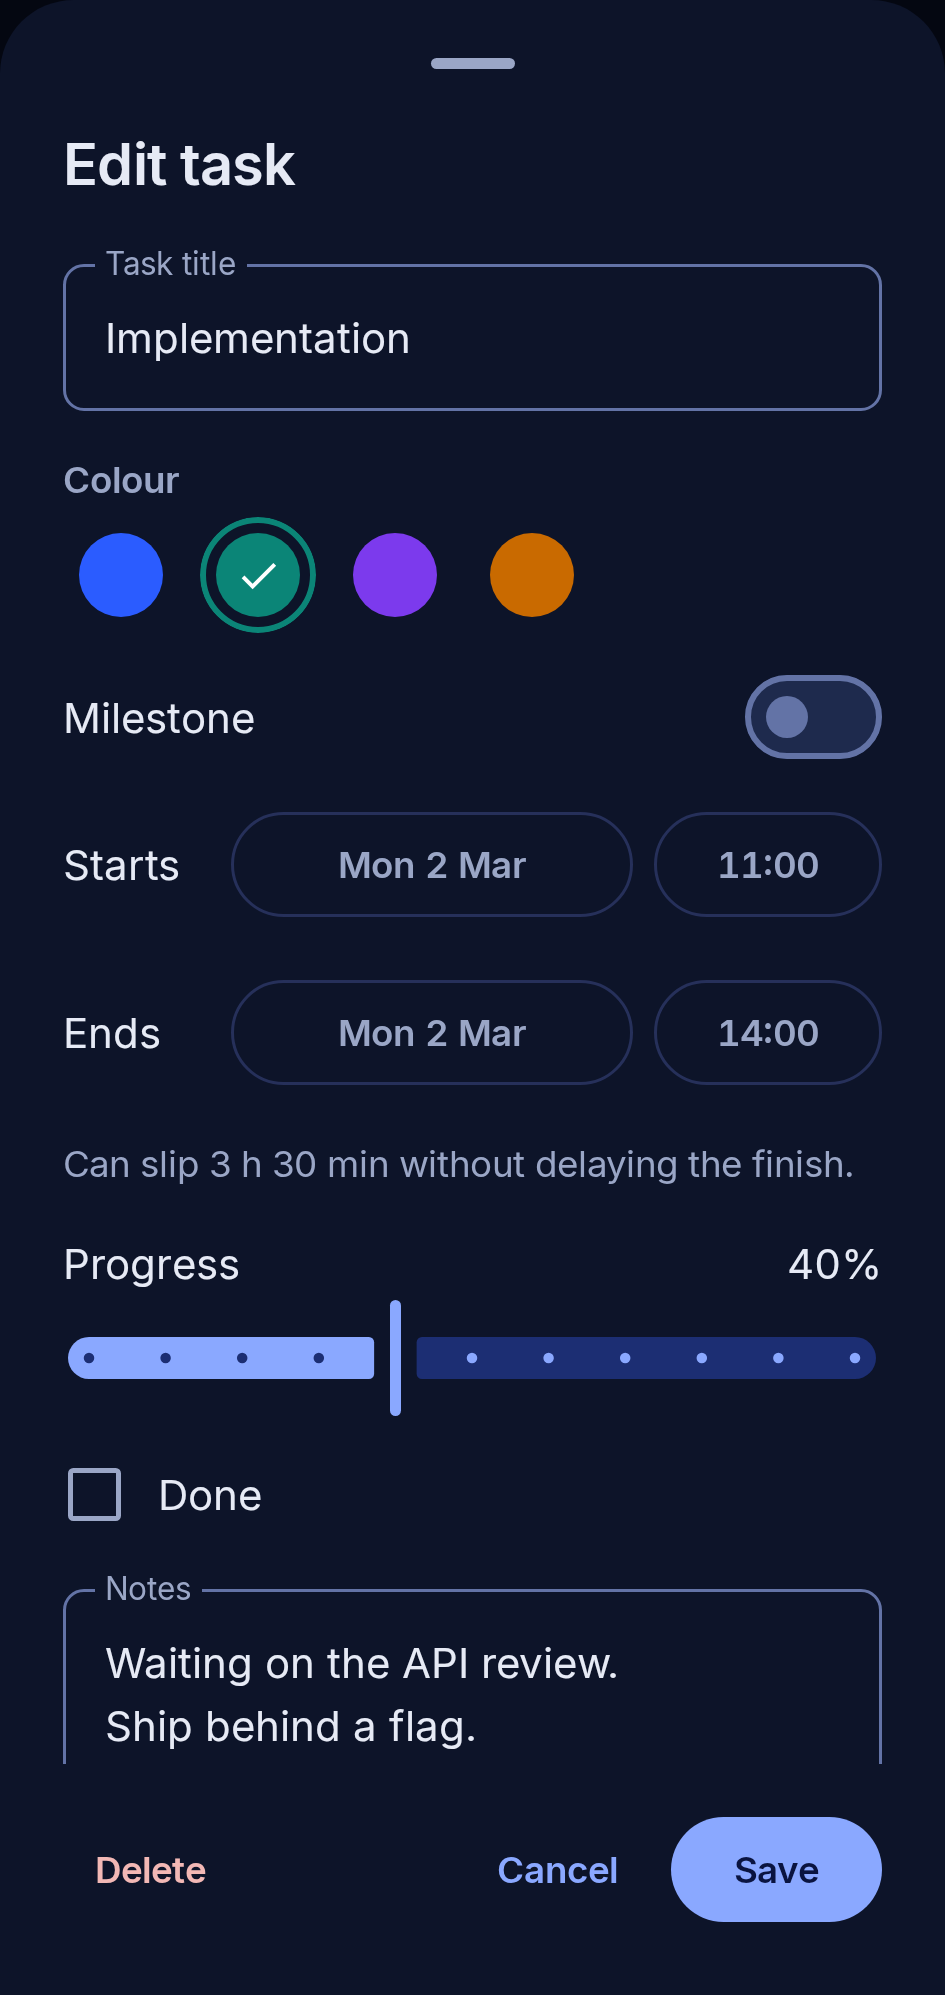 Edit task
Task title
Implementation
Colour
Milestone
Starts Mon 2 Mar 11:00
Ends Mon 2 Mar 14:00
Can slip 3 h 30 min without delaying the finish.
Progress 40%
Done
Notes
Waiting on the API review.
Ship behind a flag.
Delete Cancel Save